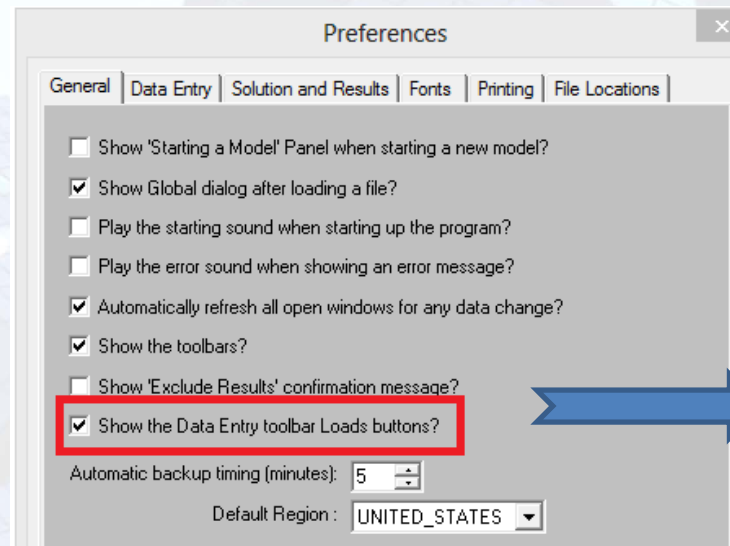 Preferences
General Data Entry Solution and Results Fonts Printing File Locations
Show 'Starting a Model' Panel when starting a new model?
Show Global dialog after loading a file?
Play the starting sound when starting up the program?
Play the error sound when showing an error message?
Automatically refresh all open windows for any data change?
Show the toolbars?
Show 'Exclude Results' confirmation message?
Show the Data Entry toolbar Loads buttons?
Automatic backup timing (minutes): 5
Default Region : UNITED_STATES